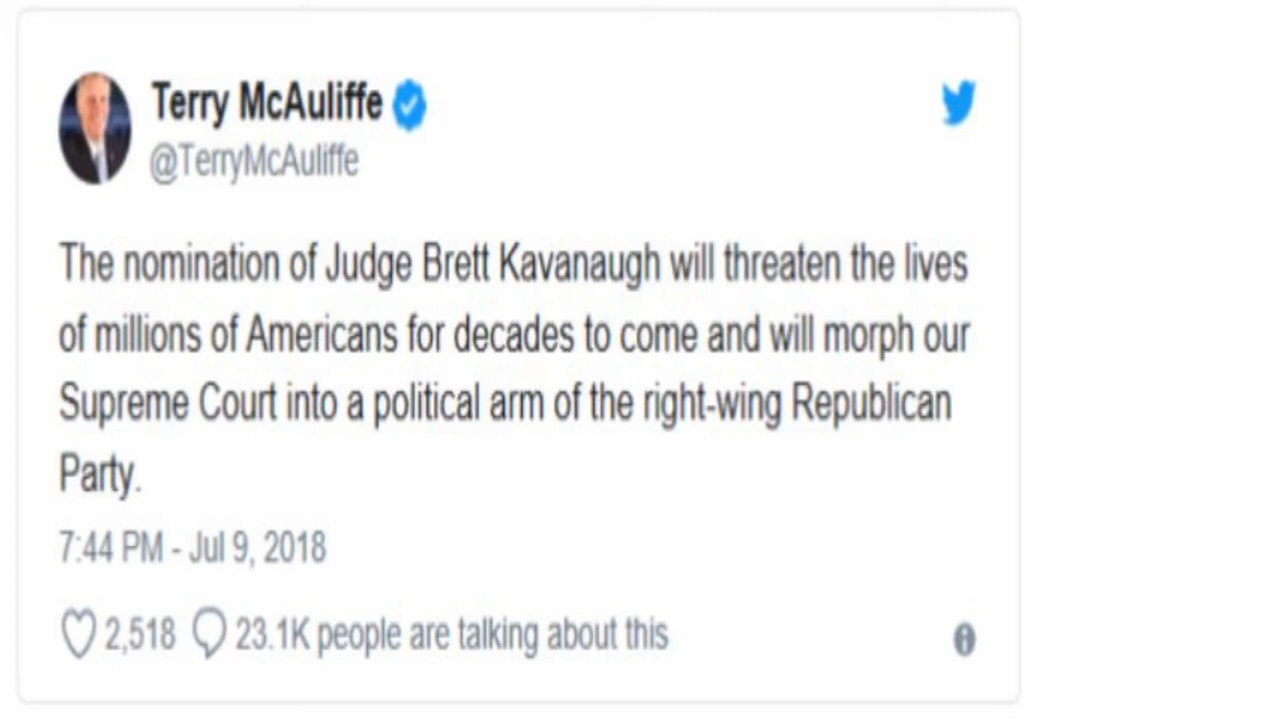 Terry McAuliffe
@TerryMcAuliffe
The nomination of Judge Brett Kavanaugh will threaten the lives
of millions of Americans for decades to come and will morph our
Supreme Court into a political arm of the right-wing Republican
Party.
7:44 PM - Jul 9, 2018
2,518 23.1K people are talking about this